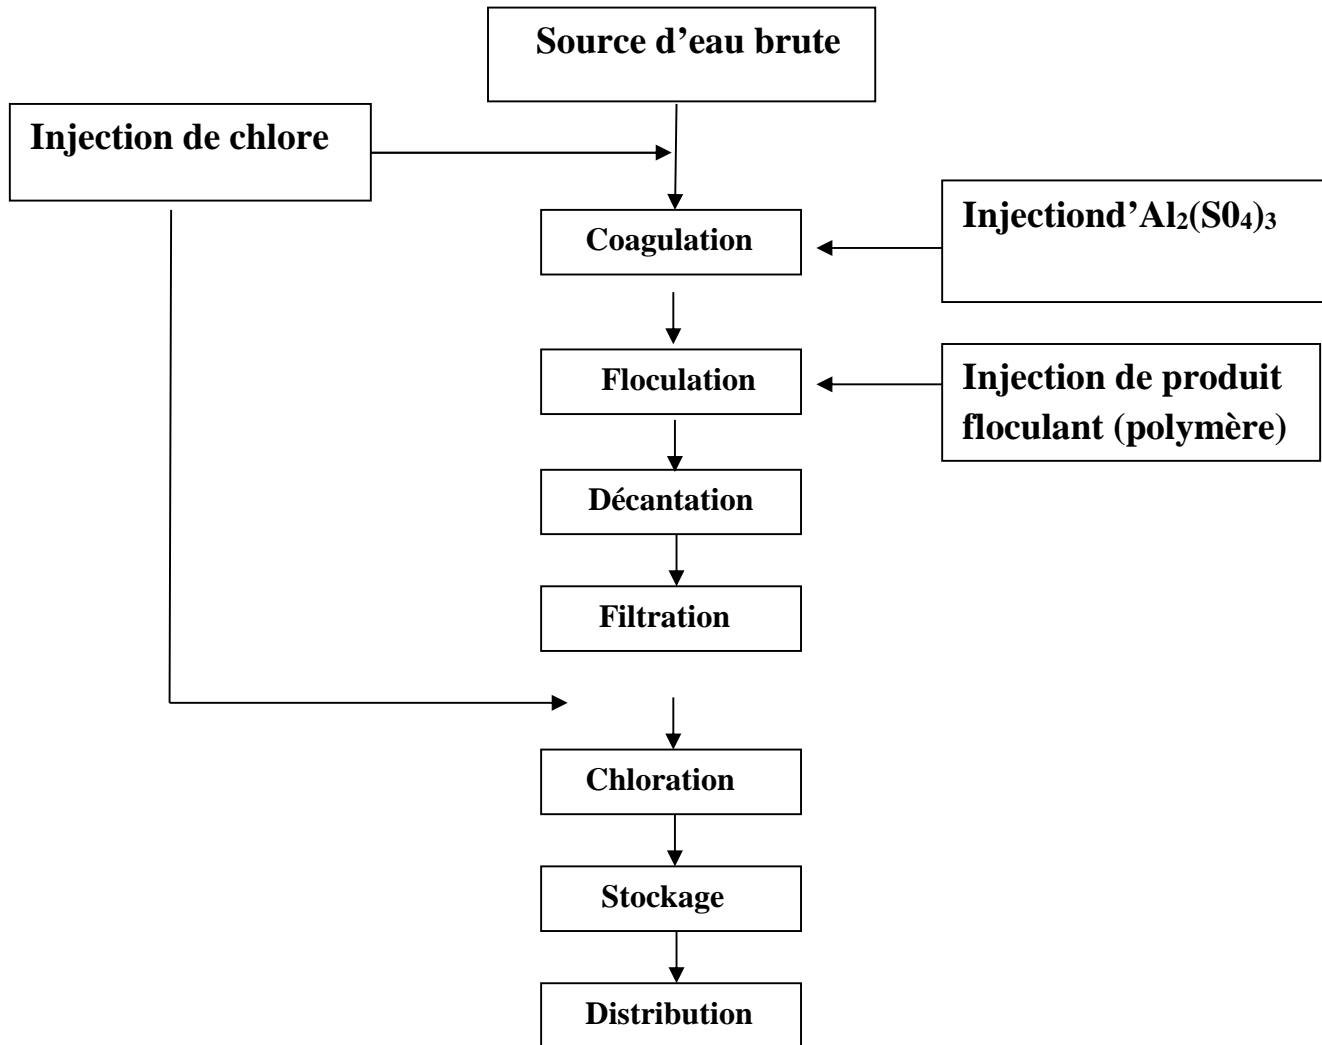 Source d’eau brute
Injection de chlore
Injectiond’Al₂(S0₄)₃
Coagulation
Floculation
Injection de produit
floculant (polymère)
Décantation
Filtration
Chloration
Stockage
Distribution